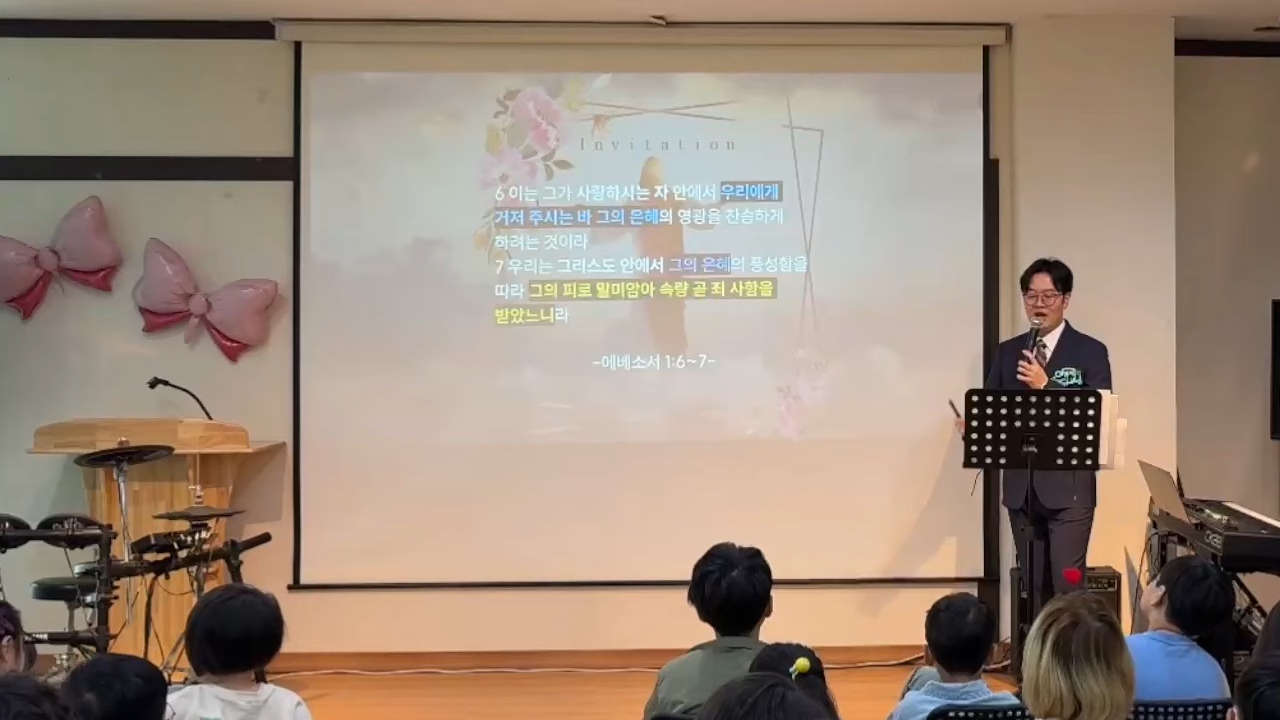 Invitation
6 이는 그가 사랑하시는 자 안에서 우리에게
거저 주시는 바 그의 은혜의 영광을 찬송하게
하려는 것이라
7 우리는 그리스도 안에서 그의 은혜의 풍성함을
따라 그의 피로 말미암아 속량 곧 죄 사함을
받았느니라
-에베소서 1:6~7-